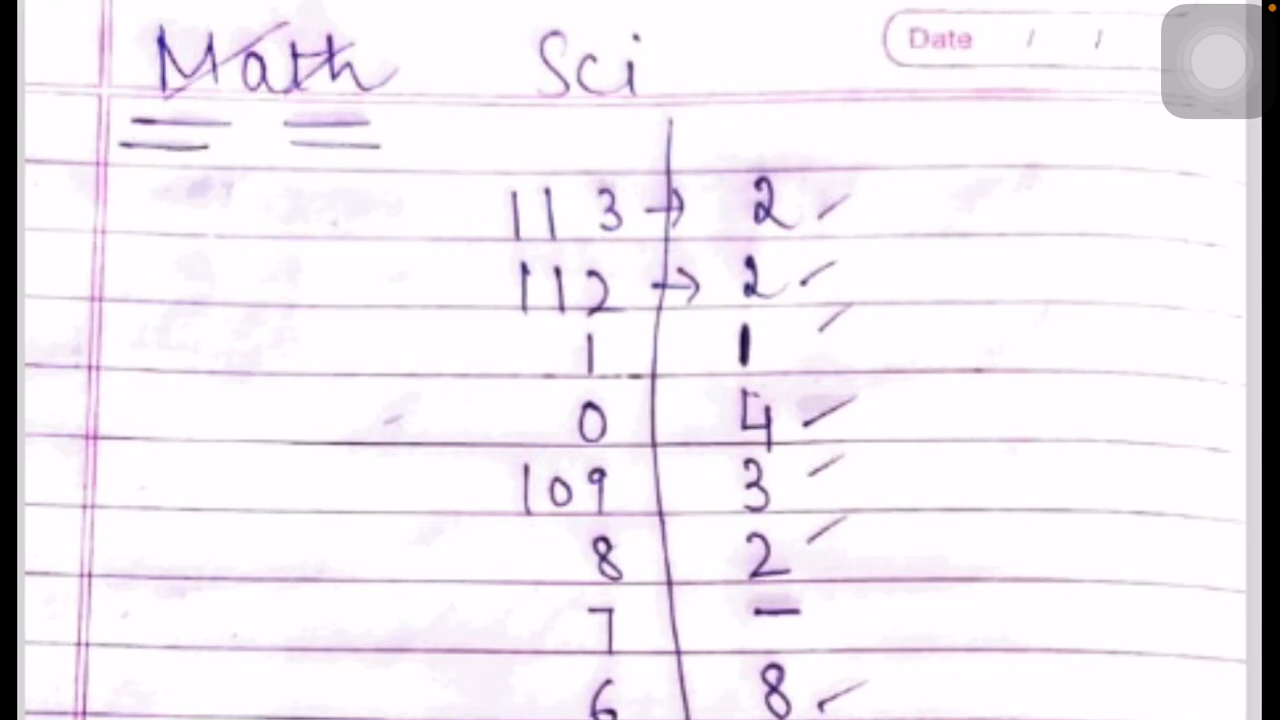 Math Sci Date / /
113 → 2
112 → 2
1 1
0 4
109 3
8 2
7 –
6 8